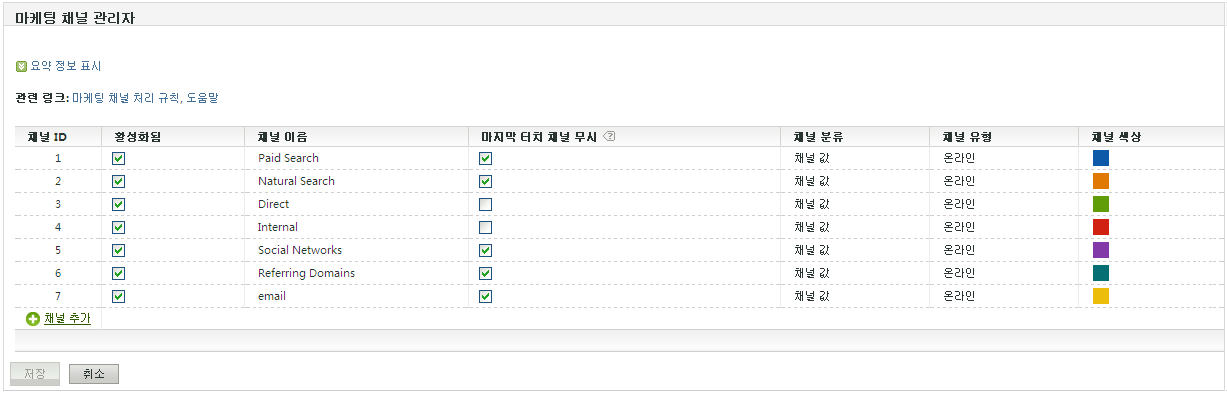 마케팅 채널 관리자
요약 정보 표시
관련 링크: 마케팅 채널 처리 규칙, 도움말
채널 ID 활성화됨 채널 이름 마지막 터치 채널 무시 ? 채널 분류 채널 유형 채널 색상
1 Paid Search 채널 값 온라인
2 Natural Search 채널 값 온라인
3 Direct 채널 값 온라인
4 Internal 채널 값 온라인
5 Social Networks 채널 값 온라인
6 Referring Domains 채널 값 온라인
7 email 채널 값 온라인
채널 추가
저장 취소